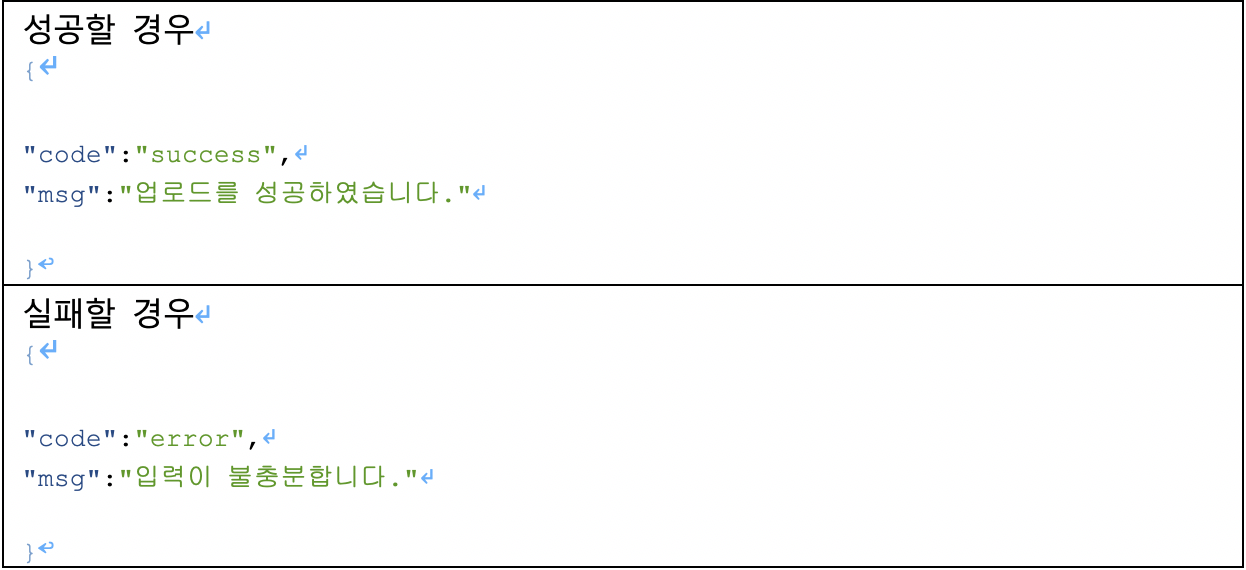 성공할 경우
{
"code":"success",
"msg":"업로드를 성공하였습니다."
}
실패할 경우
{
"code":"error",
"msg":"입력이 불충분합니다."
}